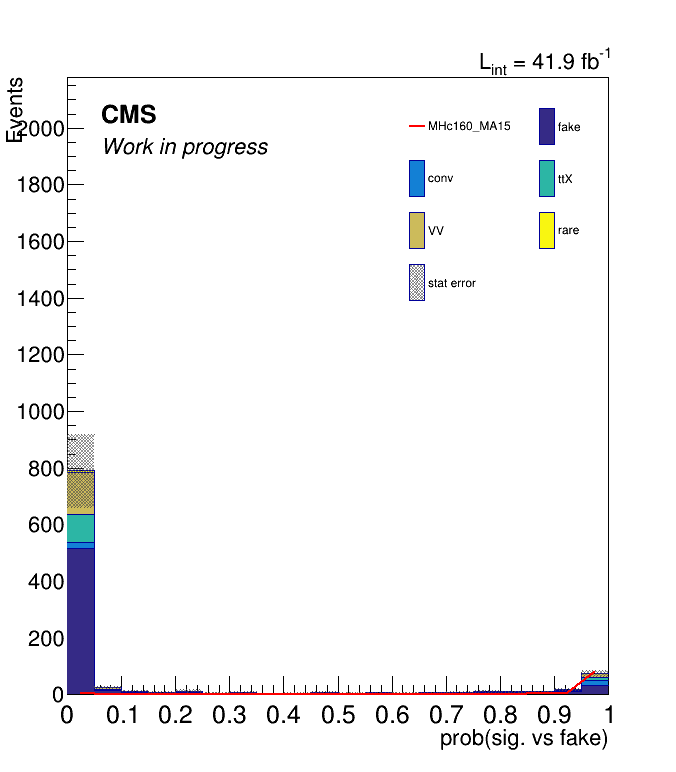 L_int = 41.9 fb^-1
Events
CMS
Work in progress
MHc160_MA15
fake
conv
ttX
VV
rare
stat error
2000
1800
1600
1400
1200
1000
800
600
400
200
0
0 0.1 0.2 0.3 0.4 0.5 0.6 0.7 0.8 0.9 1
prob(sig. vs fake)